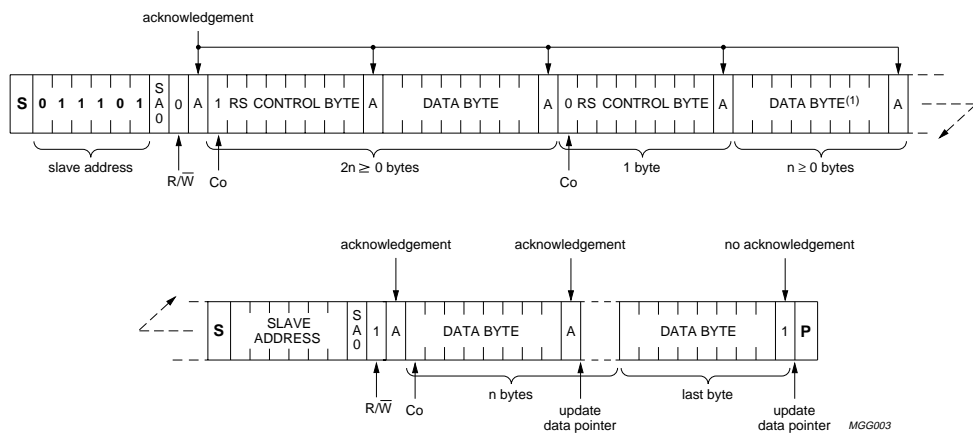 acknowledgement
S 0 1 1 1 0 1 SA0 0 A 1 RS CONTROL BYTE A DATA BYTE A 0 RS CONTROL BYTE A DATA BYTE(1) A
slave address
2n ≥ 0 bytes
1 byte
n ≥ 0 bytes
R/W̅
Co
Co
acknowledgement
acknowledgement
no acknowledgement
S SLAVE ADDRESS SA0 1 A DATA BYTE A DATA BYTE 1 P
n bytes
last byte
R/W̅
Co
update
data pointer
update
data pointer
MGG003